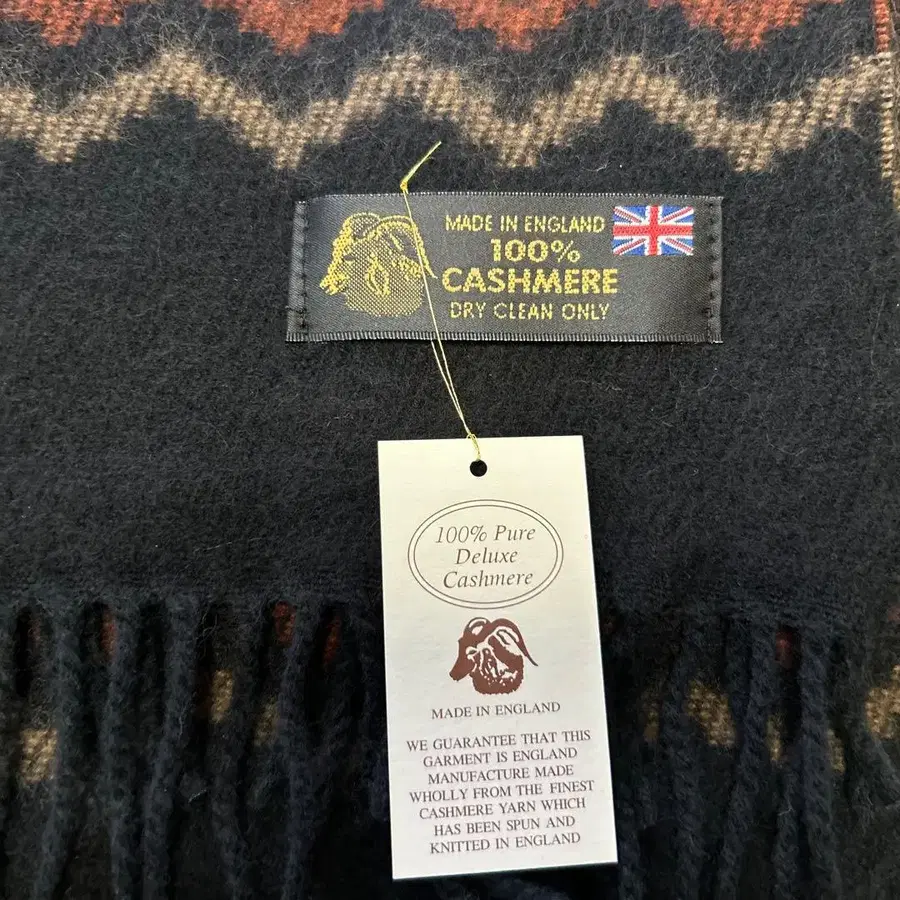 MADE IN ENGLAND
100%
CASHMERE
DRY CLEAN ONLY
100% Pure
Deluxe
Cashmere
MADE IN ENGLAND
WE GUARANTEE THAT THIS
GARMENT IS ENGLAND
MANUFACTURE MADE
WHOLLY FROM THE FINEST
CASHMERE YARN WHICH
HAS BEEN SPUN AND
KNITTED IN ENGLAND